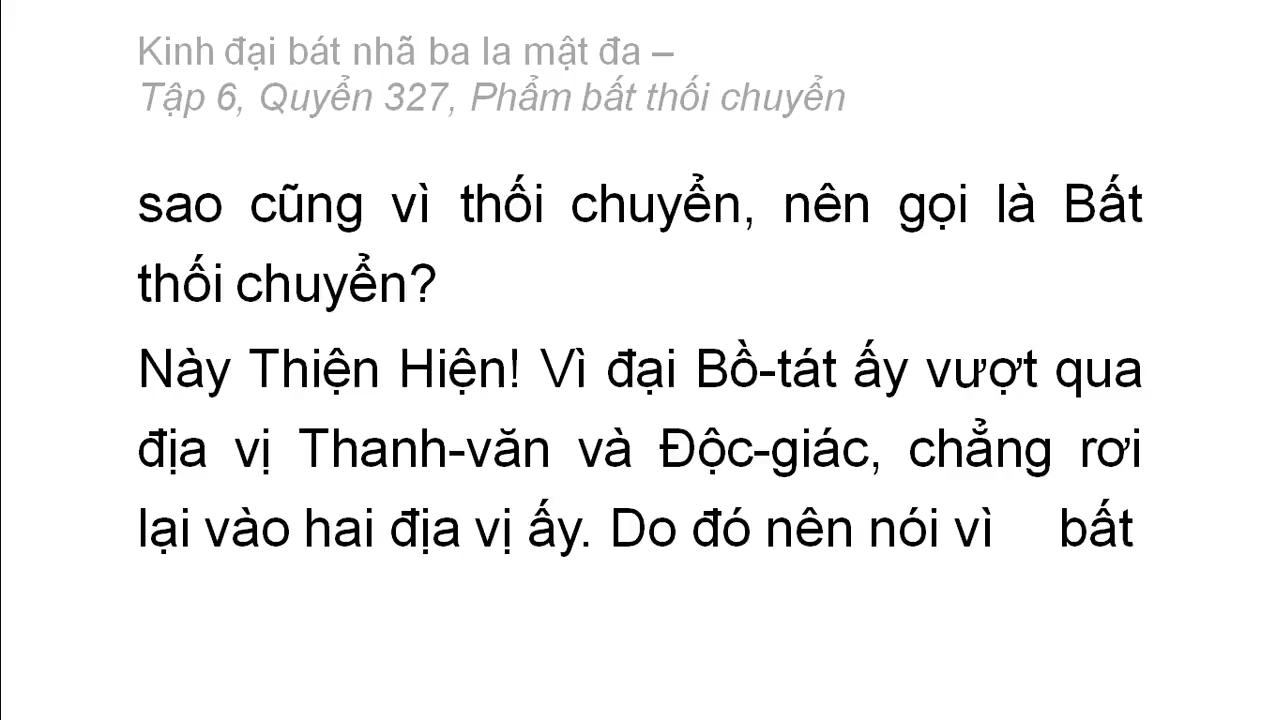 Kinh đại bát nhã ba la mật đa –
Tập 6, Quyển 327, Phẩm bất thối chuyển
sao cũng vì thối chuyển, nên gọi là Bất
thối chuyển?
Này Thiện Hiện! Vì đại Bồ-tát ấy vượt qua
địa vị Thanh-văn và Độc-giác, chẳng rơi
lại vào hai địa vị ấy. Do đó nên nói vì bất